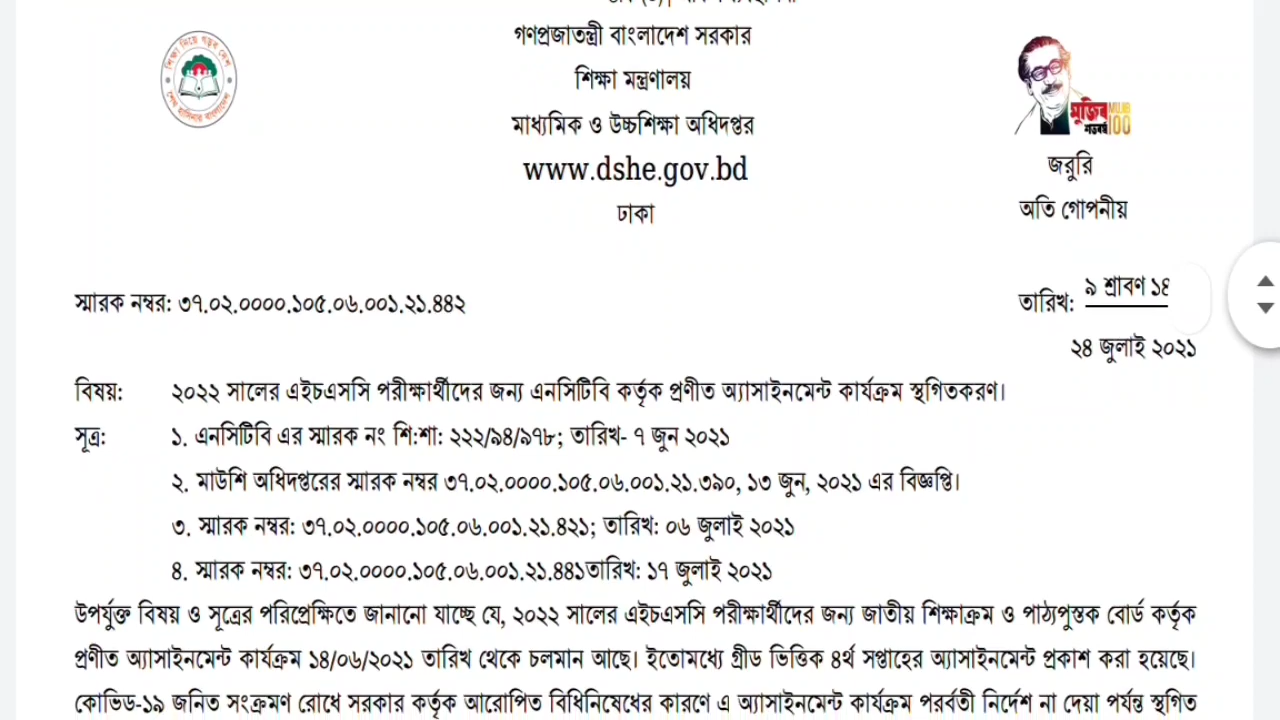 গণপ্রজাতন্ত্রী বাংলাদেশ সরকার
শিক্ষা মন্ত্রণালয়
মাধ্যমিক ও উচ্চশিক্ষা অধিদপ্তর
www.dshe.gov.bd
ঢাকা
শিক্ষা নিয়ে গড়ব দেশ
শেখ হাসিনার বাংলাদেশ
মুজিব
শতবর্ষ
MUJIB
100
জরুরি
অতি গোপনীয়
স্মারক নম্বর: ৩৭.০২.০০০০.১০৫.০৬.০০১.২১.৪৪২
তারিখ: ৯ শ্রাবণ ১৪
২৪ জুলাই ২০২১
বিষয়: ২০২২ সালের এইচএসসি পরীক্ষার্থীদের জন্য এনসিটিবি কর্তৃক প্রণীত অ্যাসাইনমেন্ট কার্যক্রম স্থগিতকরণ।
সূত্র: ১. এনসিটিবি এর স্মারক নং শি:শা: ২২২/৯৪/৯৭৮; তারিখ- ৭ জুন ২০২১
২. মাউশি অধিদপ্তরের স্মারক নম্বর ৩৭.০২.০০০০.১০৫.০৬.০০১.২১.৩৯০, ১৩ জুন, ২০২১ এর বিজ্ঞপ্তি।
৩. স্মারক নম্বর: ৩৭.০২.০০০০.১০৫.০৬.০০১.২১.৪২১; তারিখ: ০৬ জুলাই ২০২১
৪. স্মারক নম্বর: ৩৭.০২.০০০০.১০৫.০৬.০০১.২১.৪৪১তারিখ: ১৭ জুলাই ২০২১
উপর্যুক্ত বিষয় ও সূত্রের পরিপ্রেক্ষিতে জানানো যাচ্ছে যে, ২০২২ সালের এইচএসসি পরীক্ষার্থীদের জন্য জাতীয় শিক্ষাক্রম ও পাঠ্যপুস্তক বোর্ড কর্তৃক
প্রণীত অ্যাসাইনমেন্ট কার্যক্রম ১৪/০৬/২০২১ তারিখ থেকে চলমান আছে। ইতোমধ্যে গ্রীড ভিত্তিক ৪র্থ সপ্তাহের অ্যাসাইনমেন্ট প্রকাশ করা হয়েছে।
কোভিড-১৯ জনিত সংক্রমণ রোধে সরকার কর্তৃক আরোপিত বিধিনিষেধের কারণে এ অ্যাসাইনমেন্ট কার্যক্রম পরবর্তী নির্দেশ না দেয়া পর্যন্ত স্থগিত